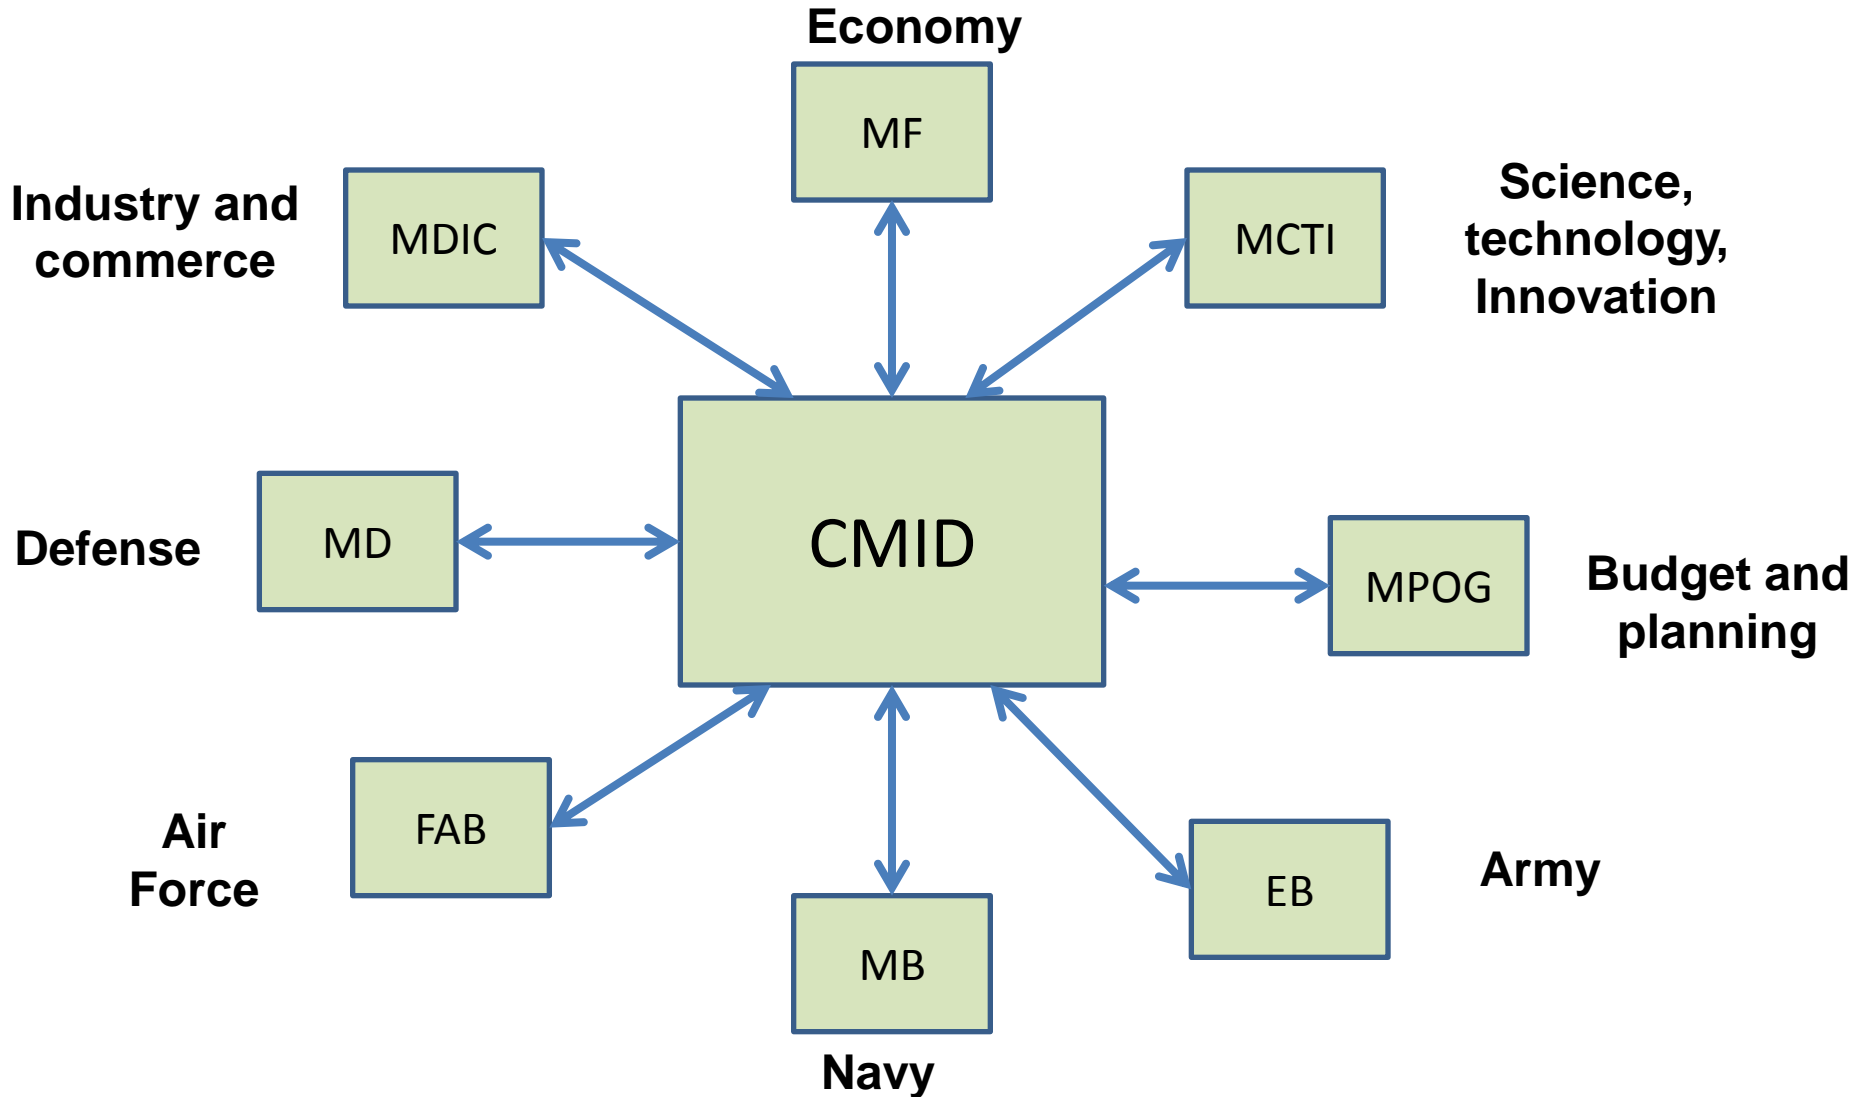 Economy
MF
Industry and
commerce
MDIC
MCTI
Science,
technology,
Innovation
Defense
MD
CMID
MPOG
Budget and
planning
Air
Force
FAB
MB
Navy
EB
Army